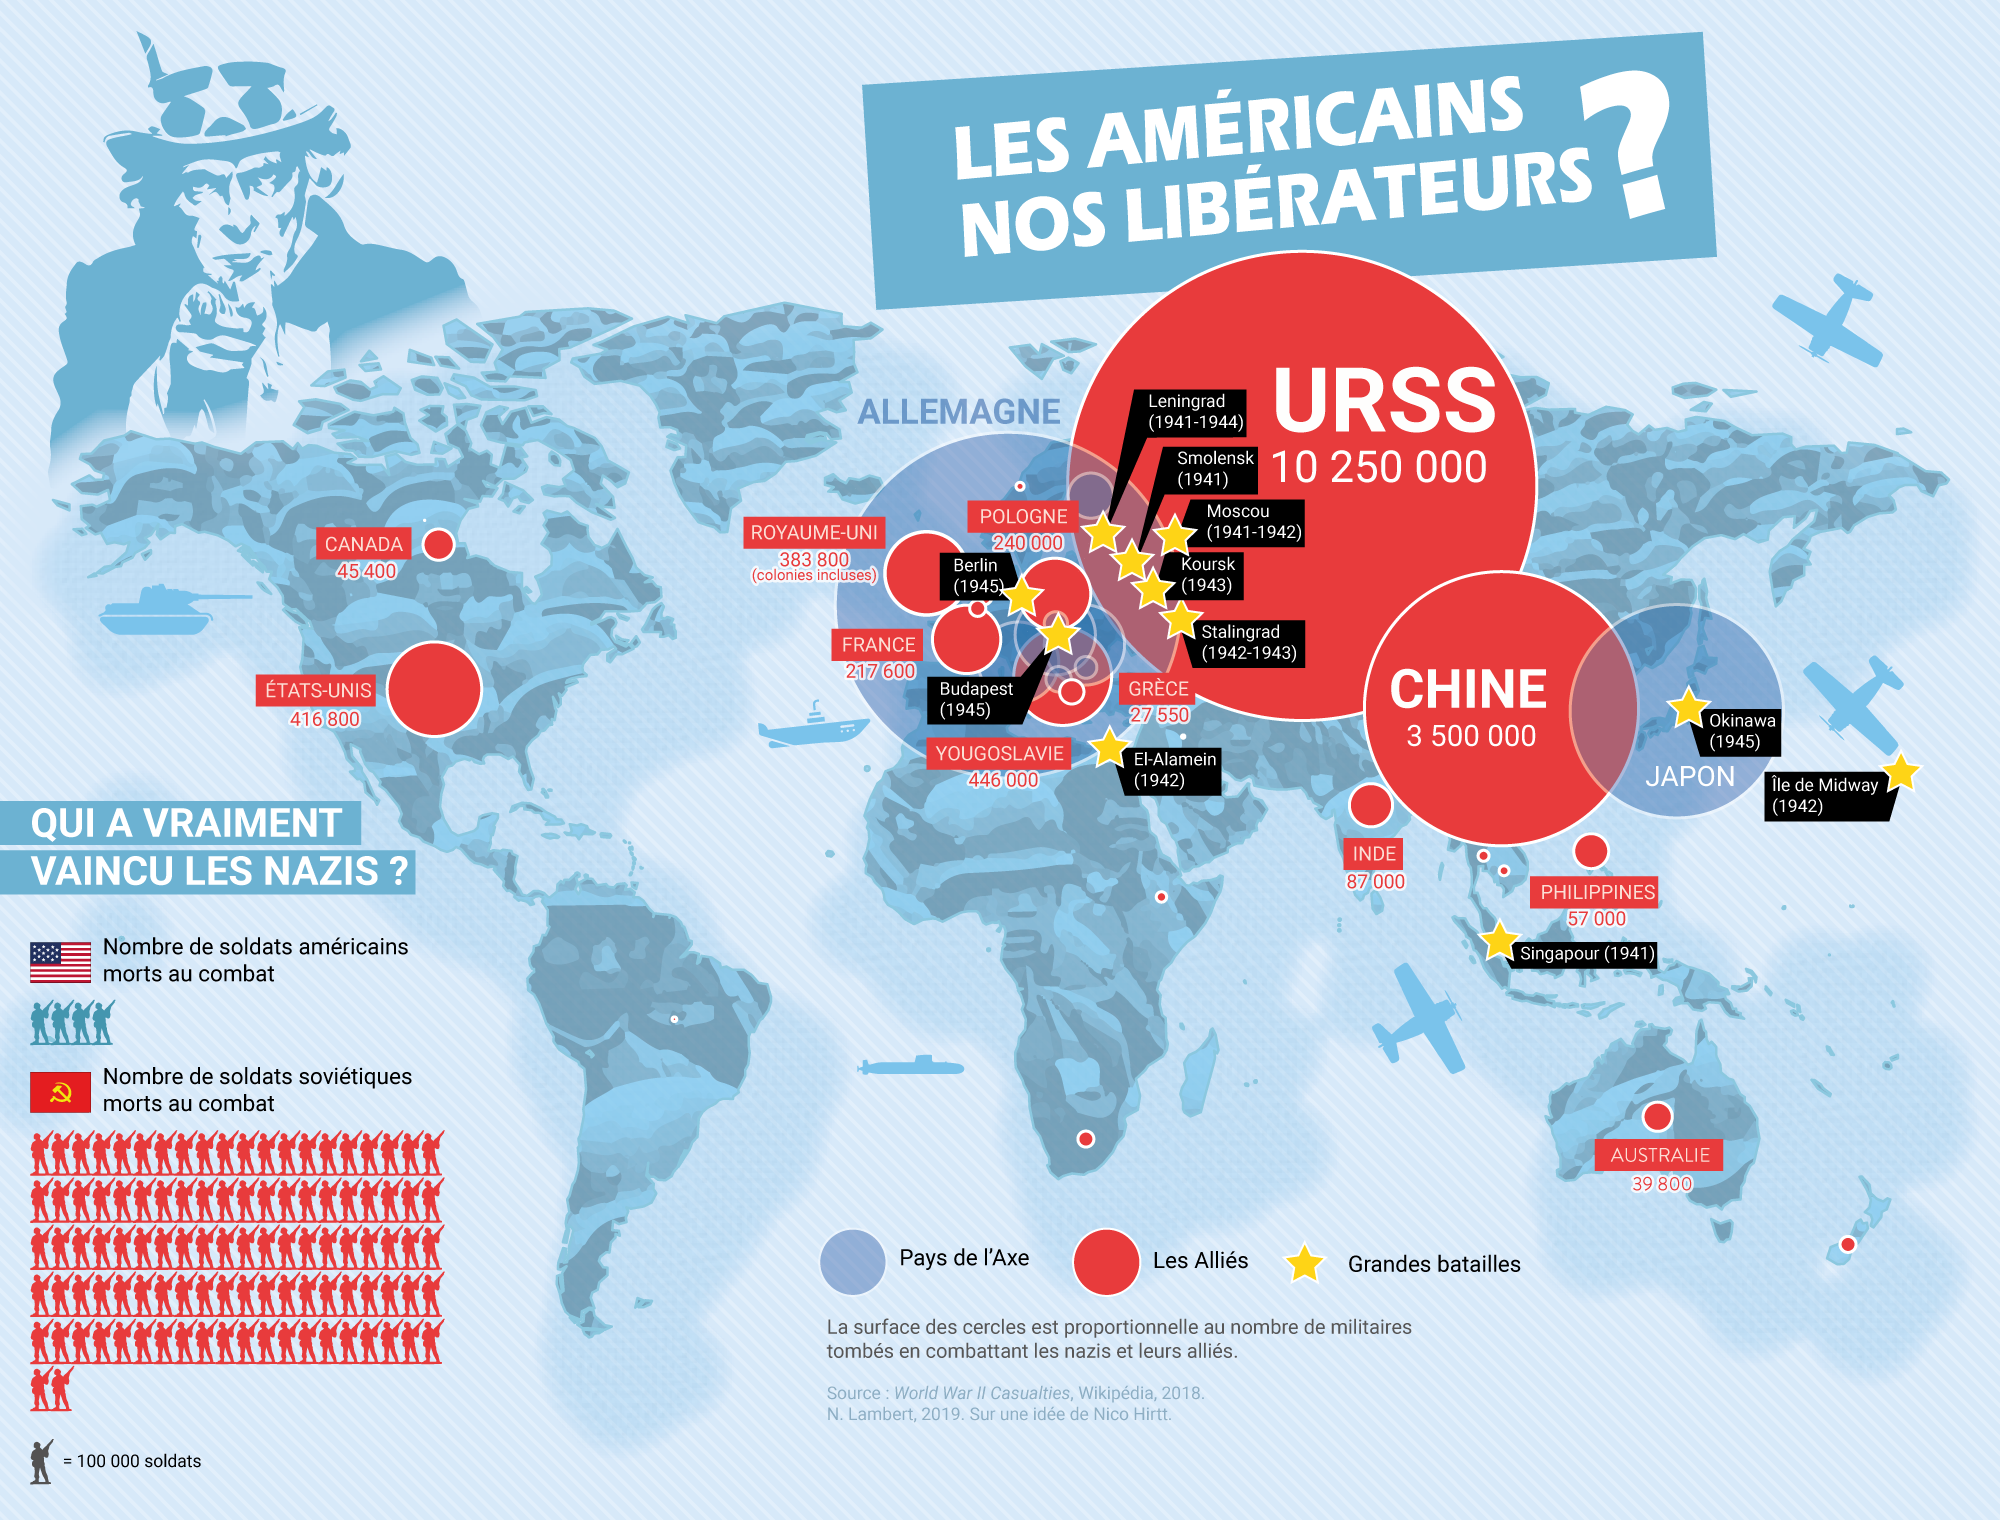 LES AMÉRICAINS
NOS LIBÉRATEURS ?
ALLEMAGNE
URSS
10 250 000
Leningrad
(1941-1944)
Smolensk
(1941)
Moscou
(1941-1942)
Koursk
(1943)
Stalingrad
(1942-1943)
POLOGNE
240 000
ROYAUME-UNI
383 800
(colonies incluses)
Berlin
(1945)
FRANCE
217 600
Budapest
(1945)
GRÈCE
27 550
YOUGOSLAVIE
446 000
El-Alamein
(1942)
CANADA
45 400
ÉTATS-UNIS
416 800
CHINE
3 500 000
Okinawa
(1945)
JAPON
Île de Midway
(1942)
INDE
87 000
PHILIPPINES
57 000
Singapour (1941)
AUSTRALIE
39 800
QUI A VRAIMENT
VAINCU LES NAZIS ?
Nombre de soldats américains
morts au combat
Nombre de soldats soviétiques
morts au combat
= 100 000 soldats
Pays de l'Axe
Les Alliés
Grandes batailles
La surface des cercles est proportionnelle au nombre de militaires
tombés en combattant les nazis et leurs alliés.
Source : World War II Casualties, Wikipédia, 2018.
N. Lambert, 2019. Sur une idée de Nico Hirtt.